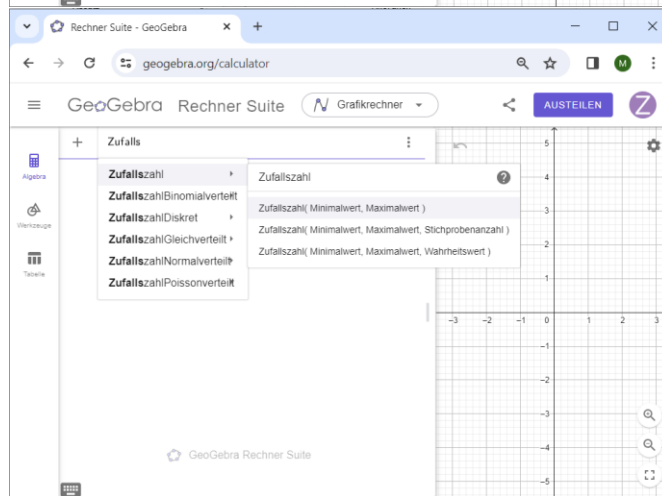 Rechner Suite - GeoGebra
geogebra.org/calculator
M
GeoGebra Rechner Suite
Grafikrechner
AUSTEILEN
Z
Zufalls
Algebra
Werkzeuge
Tabelle
Zufallszahl
ZufallszahlBinomialverteilt
ZufallszahlDiskret
ZufallszahlGleichverteilt
ZufallszahlNormalverteilt
ZufallszahlPoissonverteilt
Zufallszahl
Zufallszahl( Minimalwert, Maximalwert )
Zufallszahl( Minimalwert, Maximalwert, Stichprobenanzahl )
Zufallszahl( Minimalwert, Maximalwert, Wahrheitswert )
5
4
3
1
-3 -2 -1 0 1 2 3
-1
-2
-3
-4
-5
GeoGebra Rechner Suite